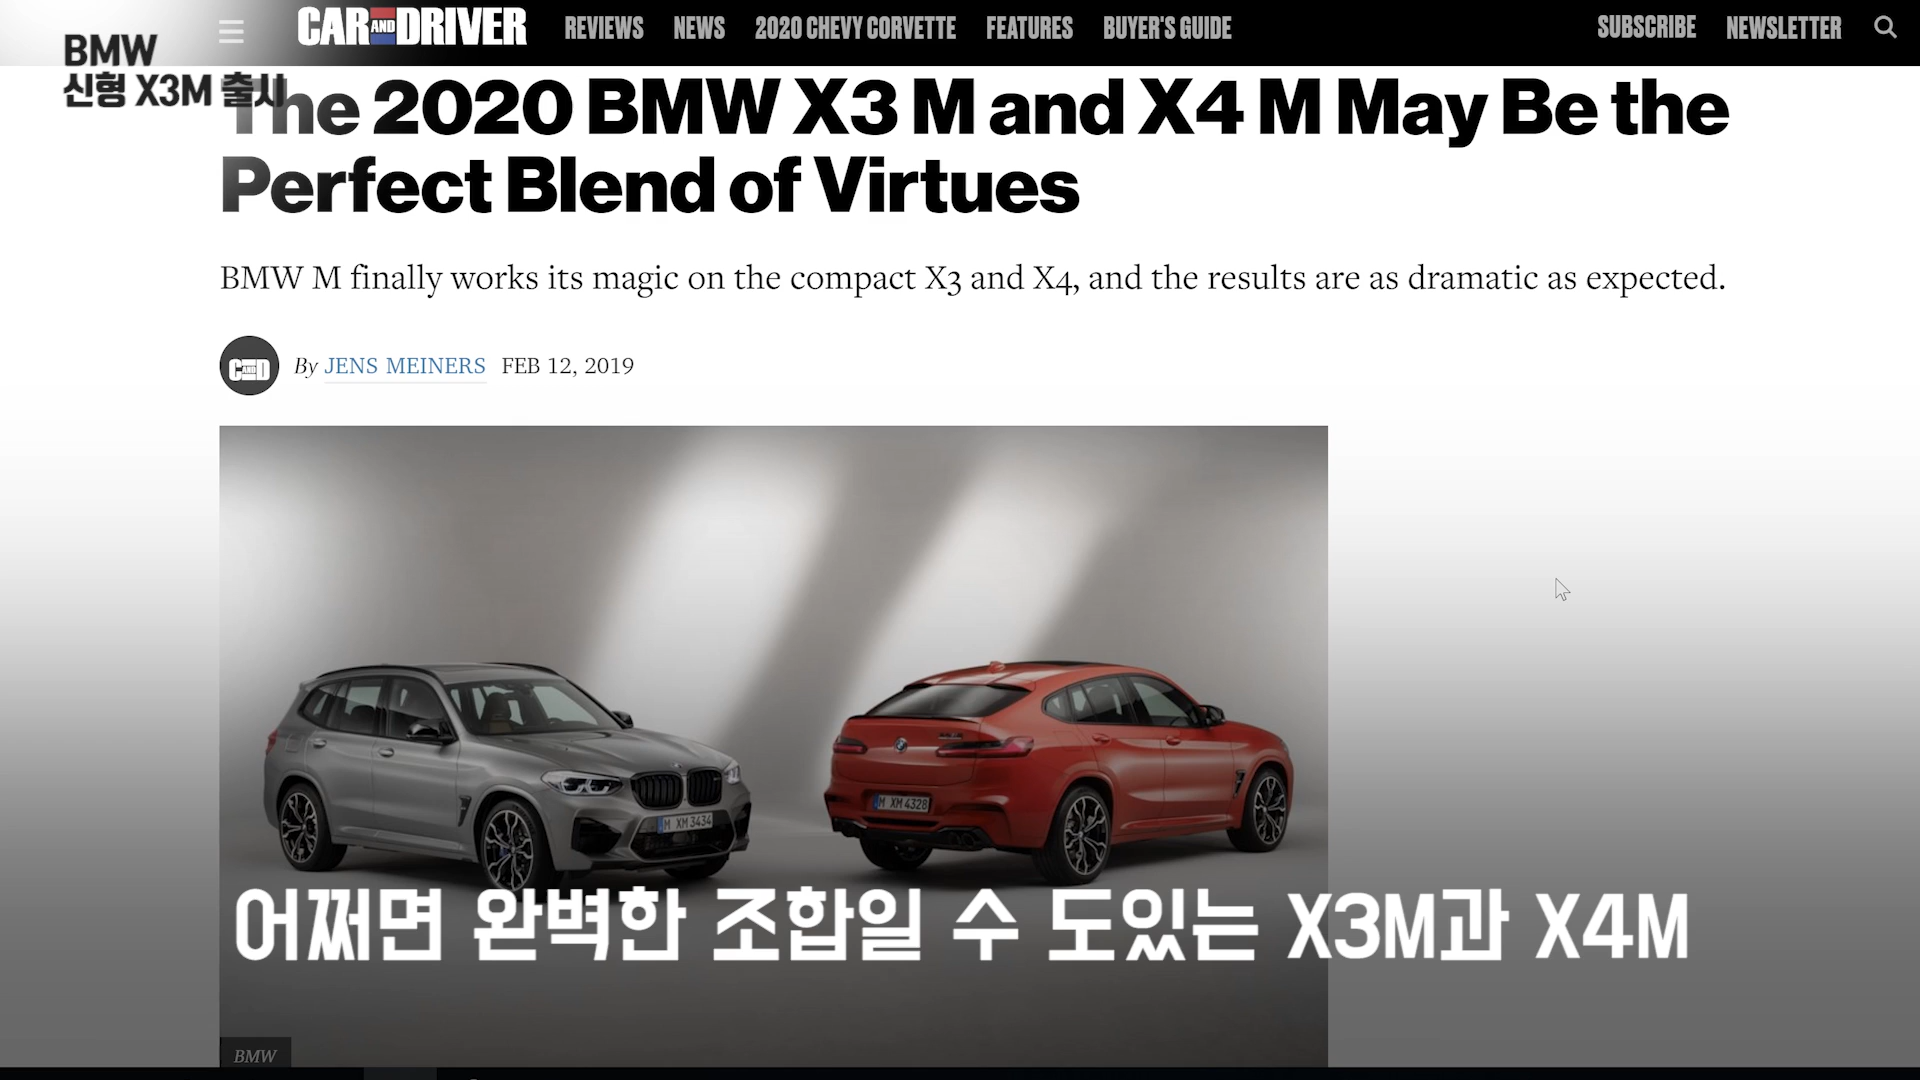 CAR AND DRIVER REVIEWS NEWS 2020 CHEVY CORVETTE FEATURES BUYER'S GUIDE SUBSCRIBE NEWSLETTER
BMW
신형 X3M 출시
The 2020 BMW X3 M and X4 M May Be the
Perfect Blend of Virtues
BMW M finally works its magic on the compact X3 and X4, and the results are as dramatic as expected.
C AND D
By JENS MEINERS FEB 12, 2019
M XM 4328
M XM 3434
어쩌면 완벽한 조합일 수 도있는 X3M과 X4M
BMW